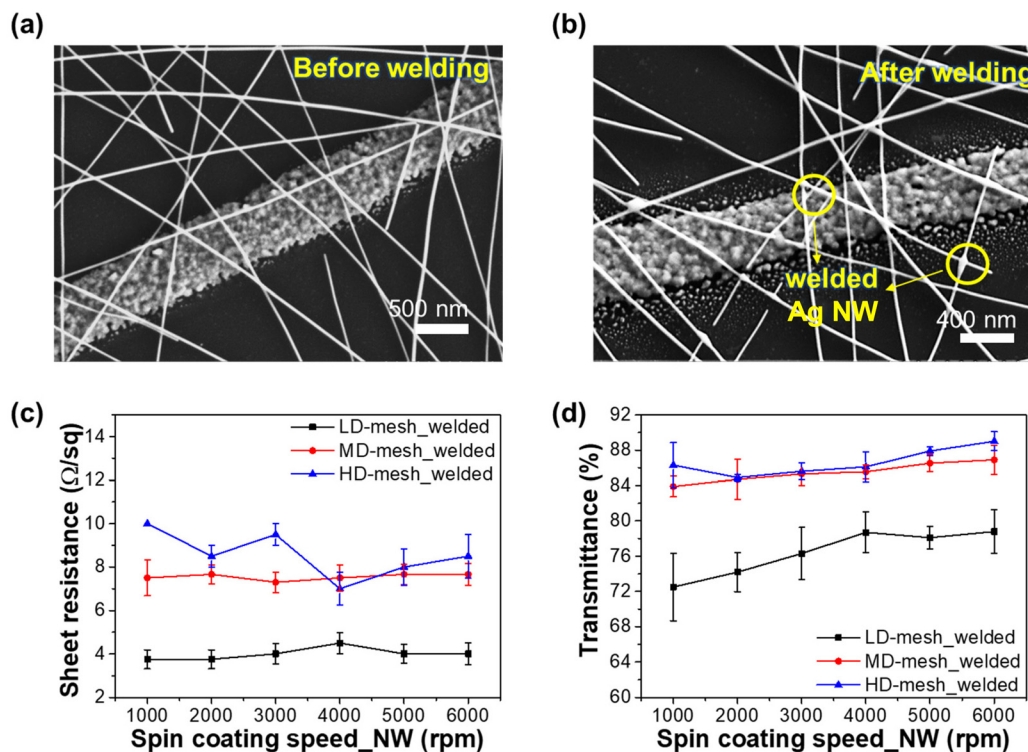 (a)
Before welding
500 nm
(b)
After welding
welded
Ag NW
400 nm
(c)
LD-mesh_welded
MD-mesh_welded
HD-mesh_welded
Sheet resistance (Ω/sq)
14
12
10
8
6
4
2
1000 2000 3000 4000 5000 6000
Spin coating speed_NW (rpm)
(d)
Transmittance (%)
92
88
84
80
76
72
68
64
60
LD-mesh_welded
MD-mesh_welded
HD-mesh_welded
1000 2000 3000 4000 5000 6000
Spin coating speed_NW (rpm)